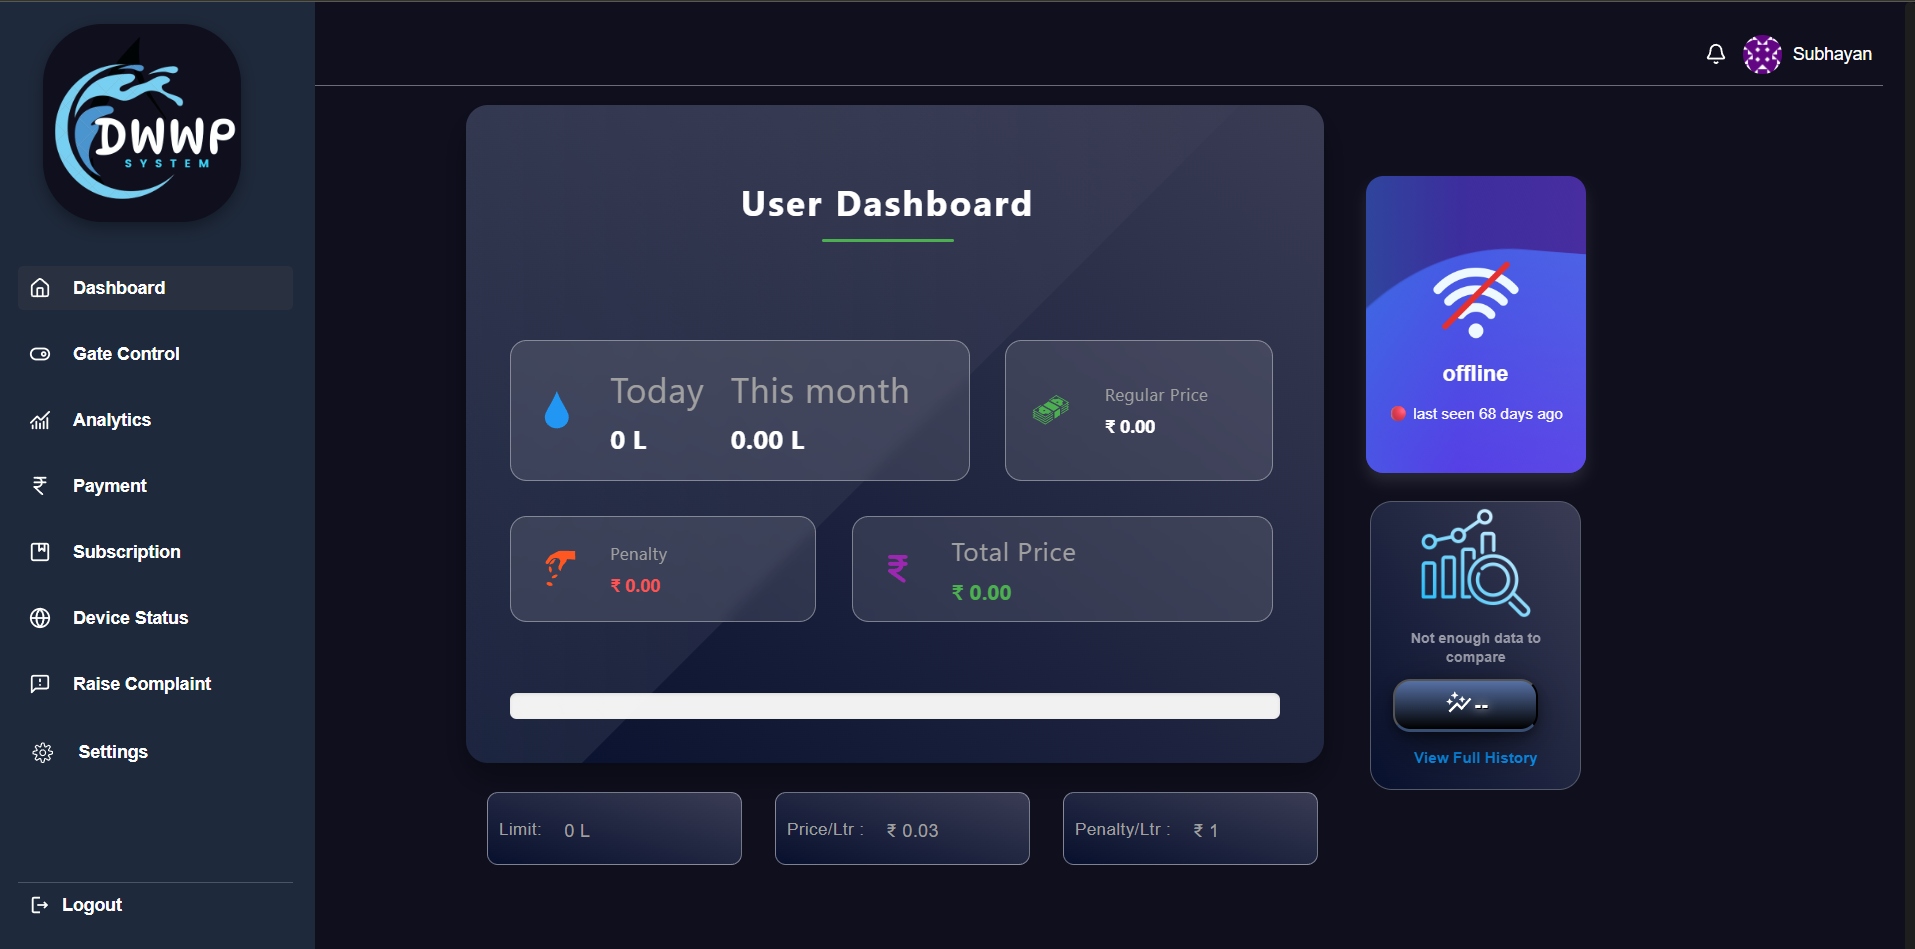 DWWP
SYSTEM
Dashboard
Gate Control
Analytics
Payment
Subscription
Device Status
Raise Complaint
Settings
Logout
Subhayan
User Dashboard
Today This month
0 L 0.00 L
Regular Price
₹ 0.00
Penalty
₹ 0.00
Total Price
₹ 0.00
Limit: 0 L
Price/Ltr : ₹ 0.03
Penalty/Ltr : ₹ 1
offline
last seen 68 days ago
Not enough data to
compare
--
View Full History